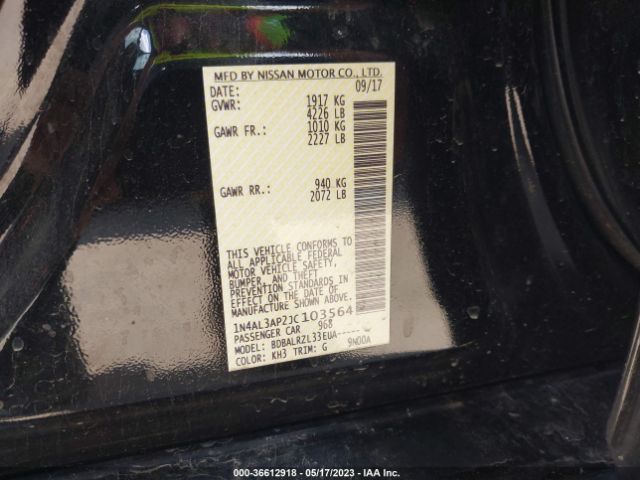 MFD BY NISSAN MOTOR CO., LTD.
DATE: 09/17
GVWR: 1917 KG
4226 LB
GAWR FR.: 1010 KG
2227 LB
GAWR RR.: 940 KG
2072 LB
THIS VEHICLE CONFORMS TO
ALL APPLICABLE FEDERAL
MOTOR VEHICLE SAFETY,
BUMPER, AND THEFT
PREVENTION STANDARDS IN
EFFECT ON THE DATE OF
MANUFACTURE SHOWN ABOVE.
1N4AL3AP2JC103564
PASSENGER CAR 968
MODEL: BDBALRZL33EUA-----
COLOR: KH3 TRIM: G 9N00A
000-36612918 - 05/17/2023 - IAA Inc.